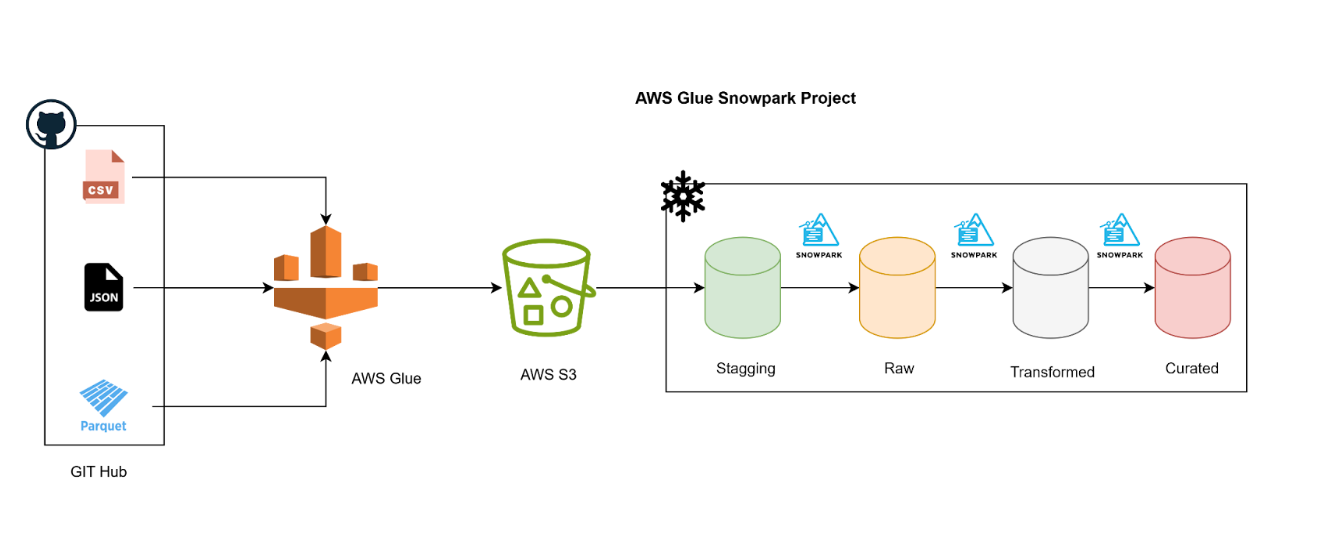 AWS Glue Snowpark Project
CSV
JSON
Parquet
GIT Hub
AWS Glue
AWS S3
SNOWPARK
SNOWPARK
SNOWPARK
Stagging
Raw
Transformed
Curated